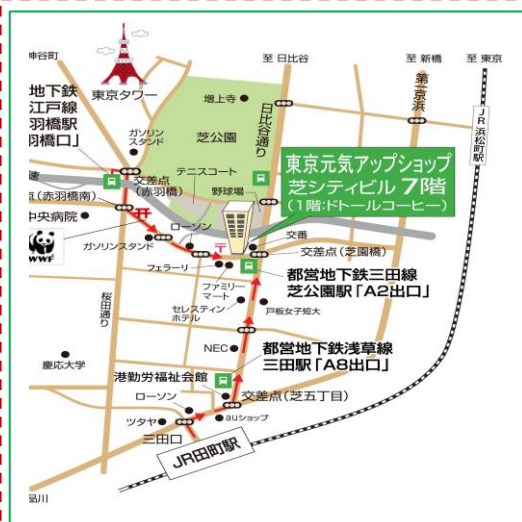 神谷町
至 日比谷
至 新橋
至 東京
東京タワー
地下鉄
江戸線
羽橋駅
羽橋口」
ガソリン
スタンド
増上寺
芝公園
日比谷通り
第一京浜
JR浜松町駅
テニスコート
野球場
東京元気アップショップ
芝シティビル 7階
(1階:ドトールコーヒー)
交差点
(赤羽橋)
点(赤羽橋南)
中央病院
WWF
ガソリンスタンド
ローソン
交番
交差点(芝園橋)
フェラーリ
ファミリー
マート
都営地下鉄三田線
芝公園駅「A2出口」
セレスティン
ホテル
戸板女子短大
桜田通り
NEC
都営地下鉄浅草線
三田駅「A8出口」
慶応大学
港勤労福祉会館
ローソン
交差点(芝五丁目)
ツタヤ
auショップ
三田口
JR田町駅
品川